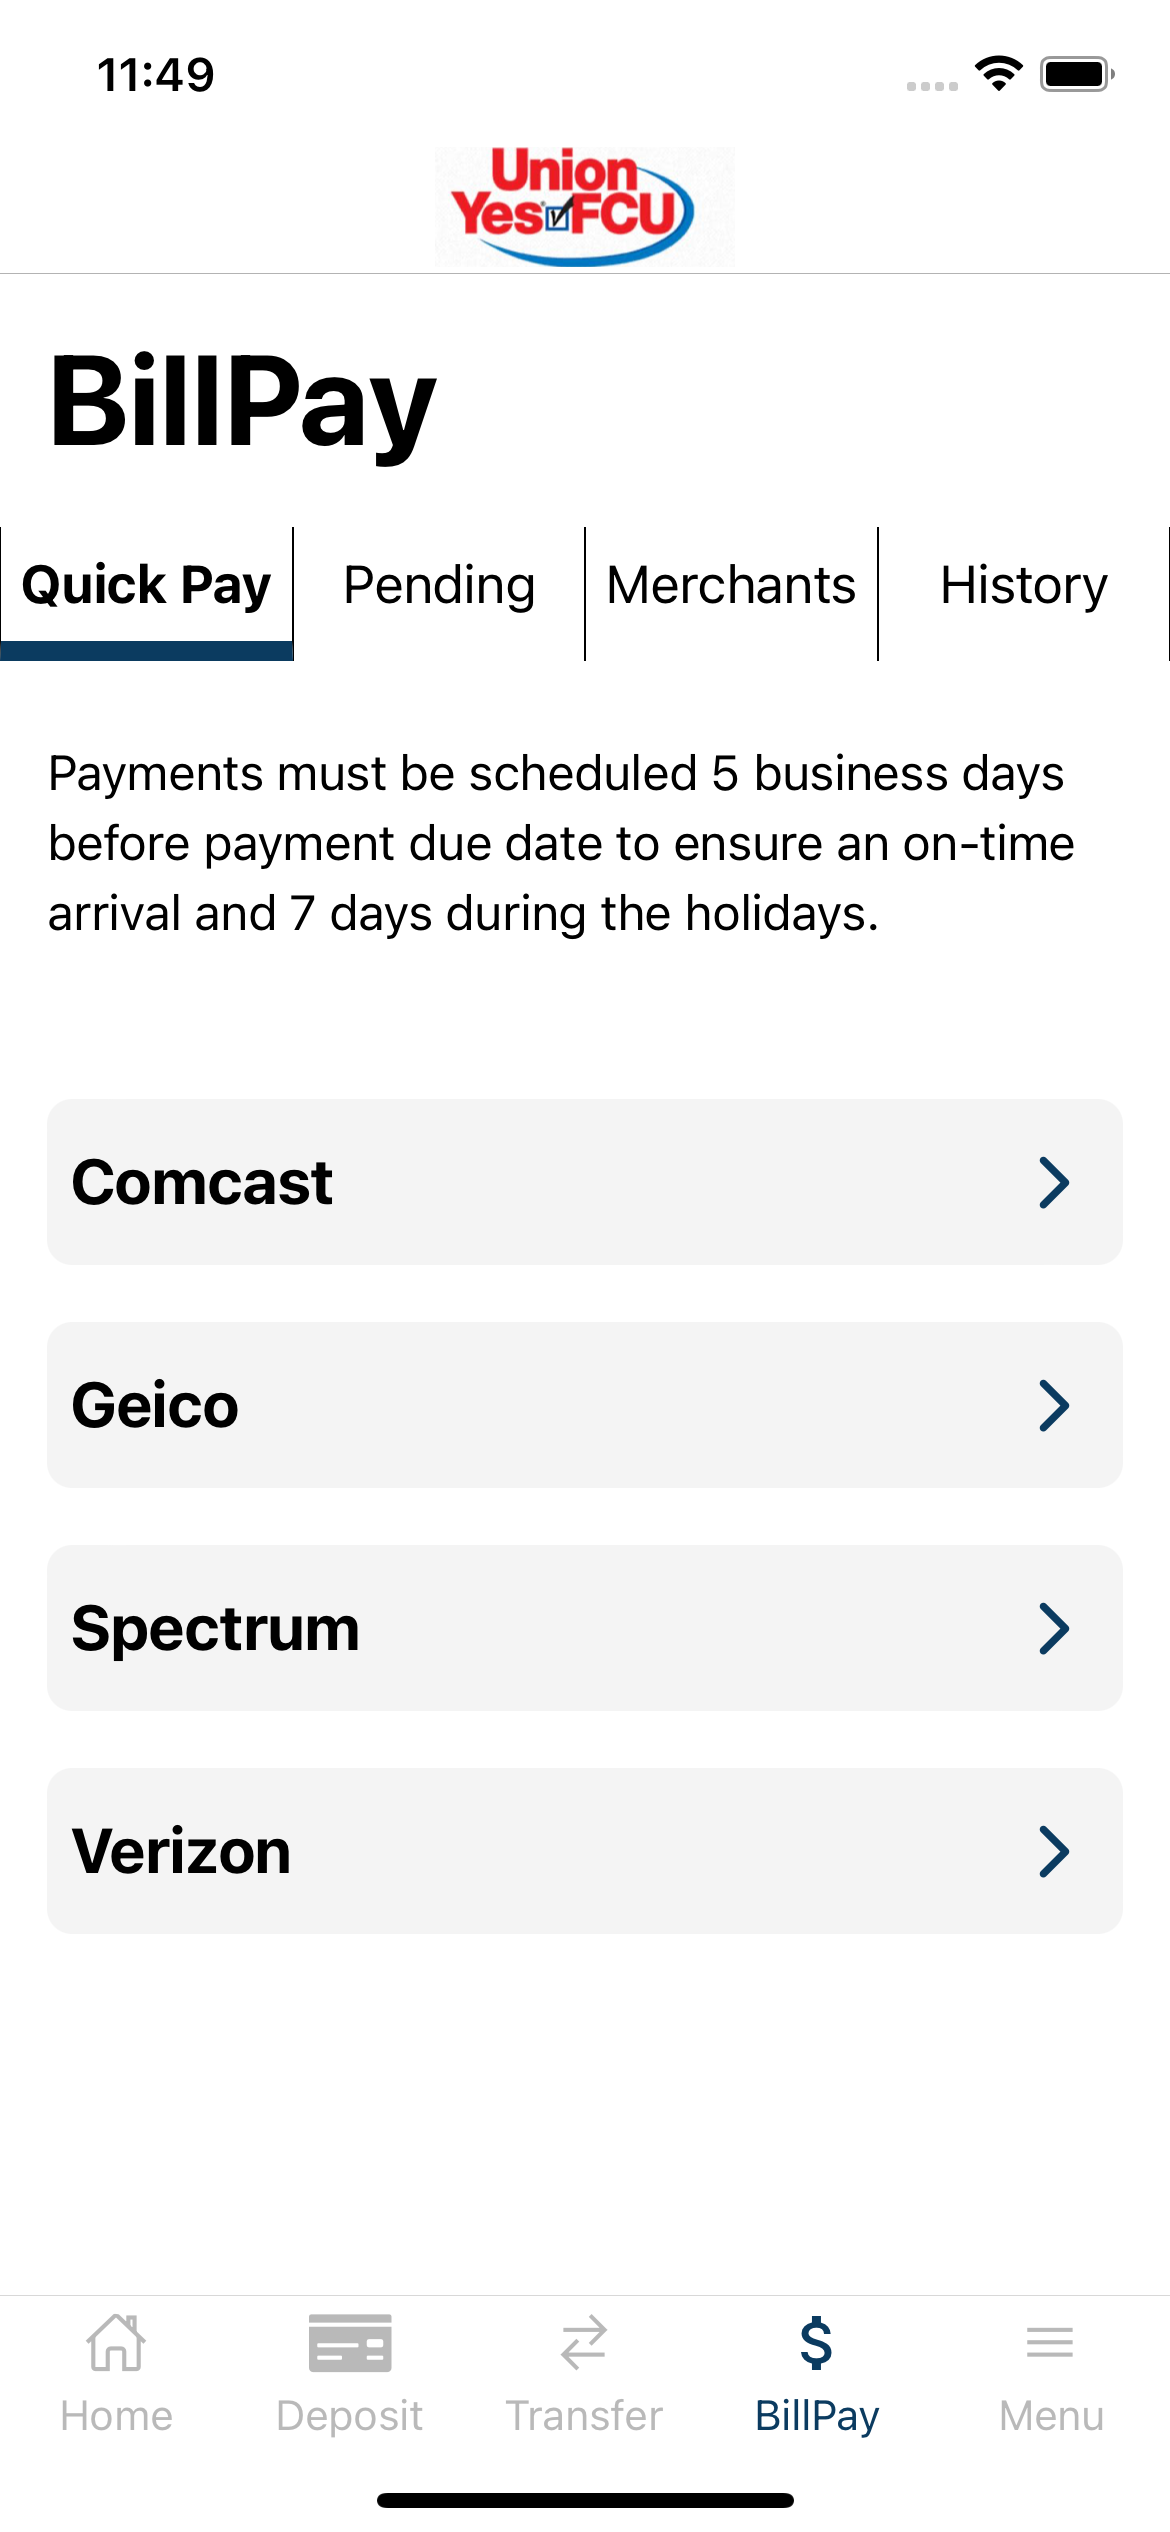 11:49
Union
Yes FCU
BillPay
Quick Pay
Pending
Merchants
History
Payments must be scheduled 5 business days
before payment due date to ensure an on-time
arrival and 7 days during the holidays.
Comcast
Geico
Spectrum
Verizon
Home
Deposit
Transfer
BillPay
Menu